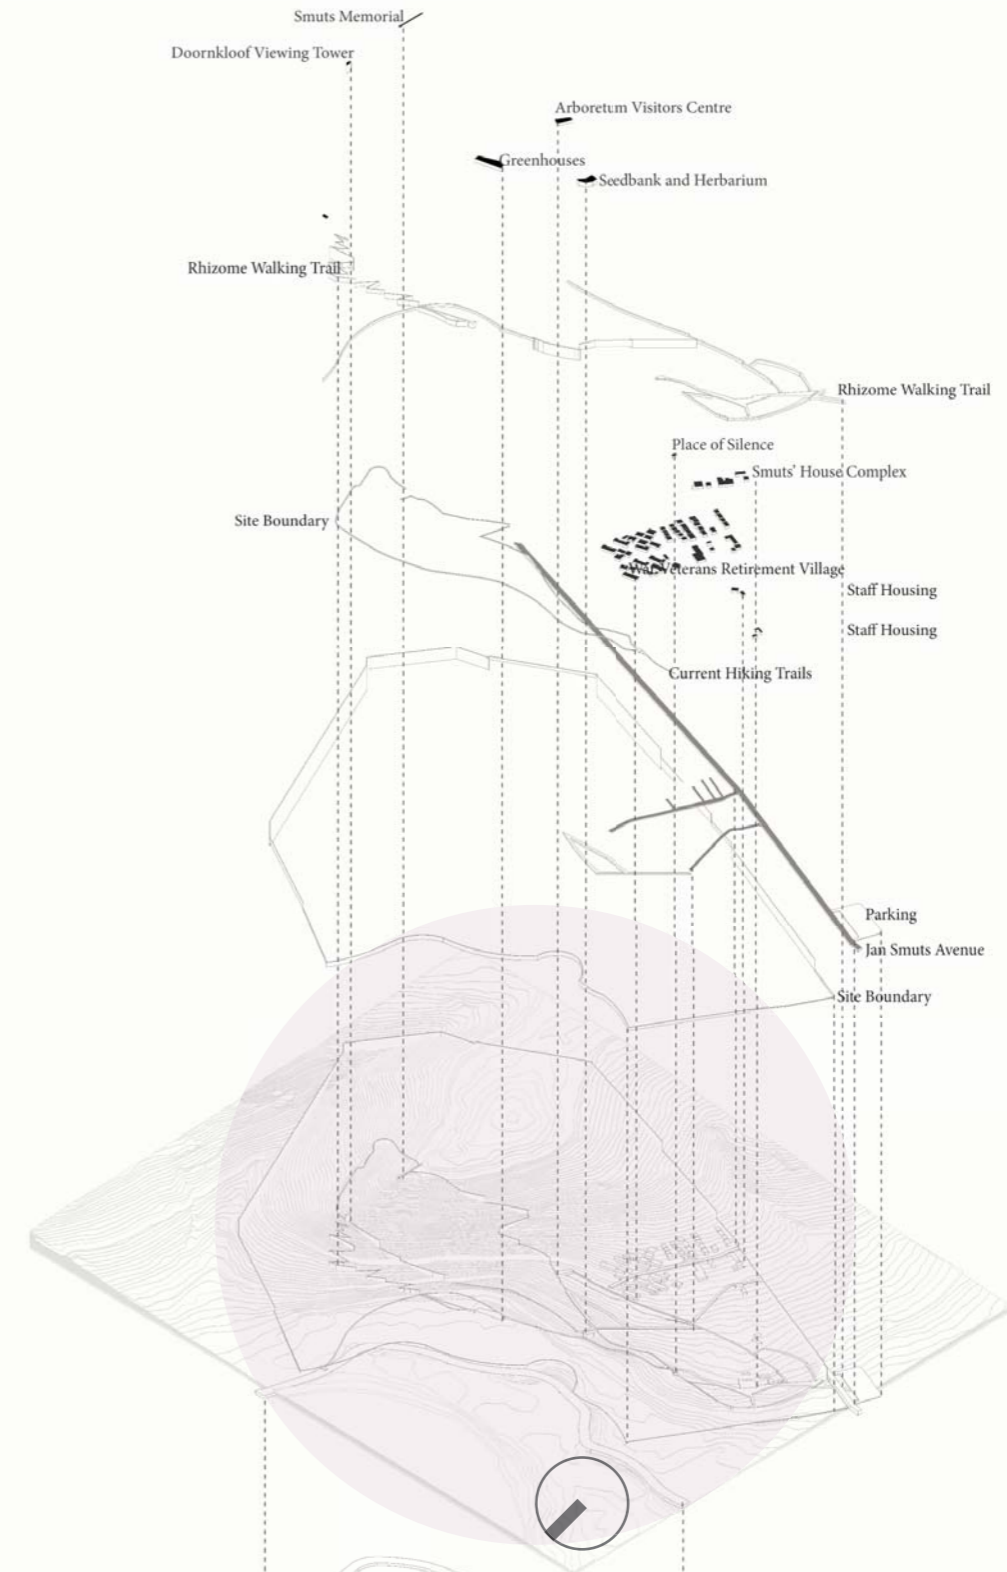 Smuts Memorial
Doornkloof Viewing Tower
Arboretum Visitors Centre
Greenhouses
Seedbank and Herbarium
Rhizome Walking Trail
Rhizome Walking Trail
Place of Silence
Smuts' House Complex
Site Boundary
War Veterans Retirement Village
Staff Housing
Staff Housing
Current Hiking Trails
Parking
Jan Smuts Avenue
Site Boundary